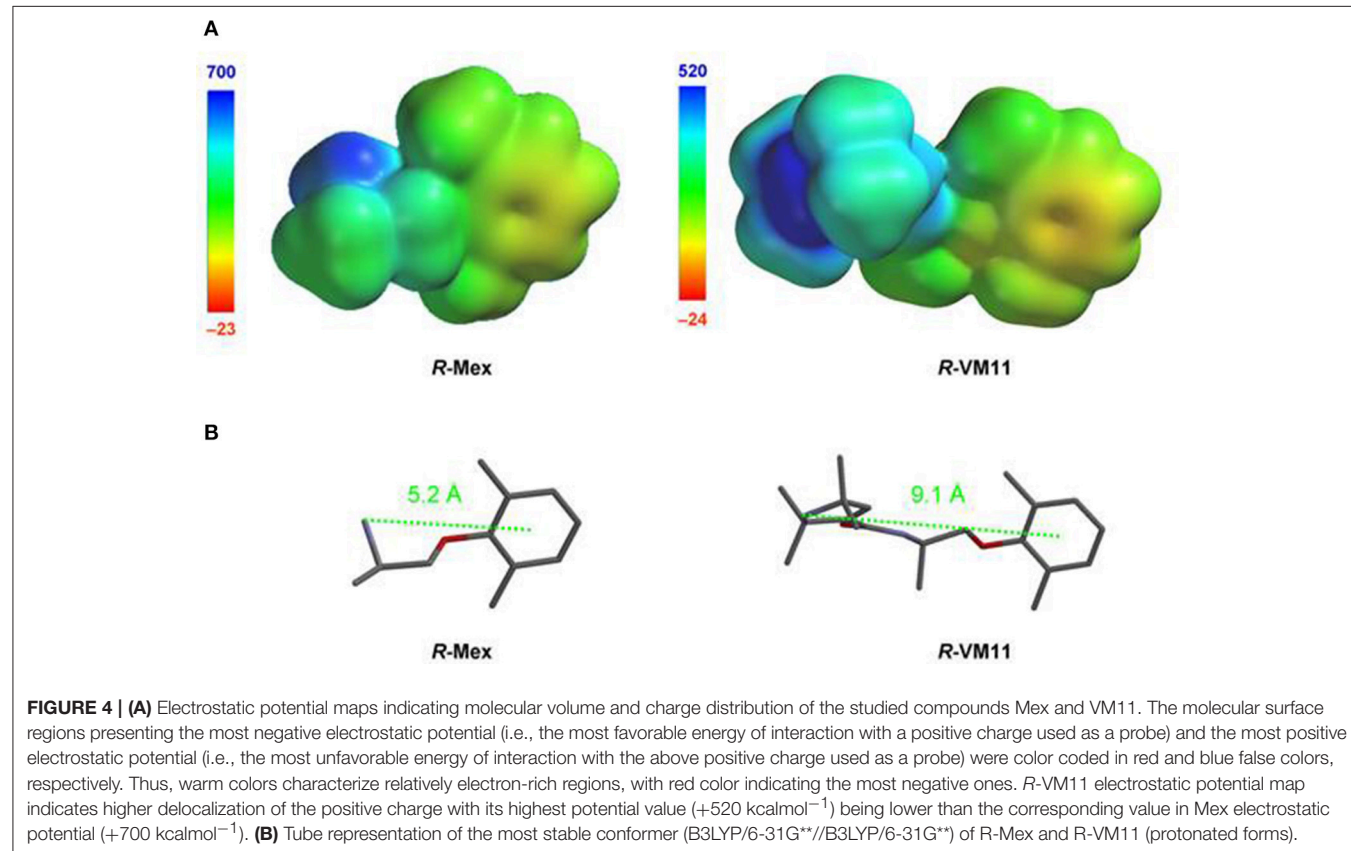 A
700
–23
R-Mex
520
–24
R-VM11
B
5.2 Å
R-Mex
9.1 Å
R-VM11
FIGURE 4 | (A) Electrostatic potential maps indicating molecular volume and charge distribution of the studied compounds Mex and VM11. The molecular surface
regions presenting the most negative electrostatic potential (i.e., the most favorable energy of interaction with a positive charge used as a probe) and the most positive
electrostatic potential (i.e., the most unfavorable energy of interaction with the above positive charge used as a probe) were color coded in red and blue false colors,
respectively. Thus, warm colors characterize relatively electron-rich regions, with red color indicating the most negative ones. R-VM11 electrostatic potential map
indicates higher delocalization of the positive charge with its highest potential value (+520 kcalmol⁻¹) being lower than the corresponding value in Mex electrostatic
potential (+700 kcalmol⁻¹). (B) Tube representation of the most stable conformer (B3LYP/6-31G**//B3LYP/6-31G**) of R-Mex and R-VM11 (protonated forms).